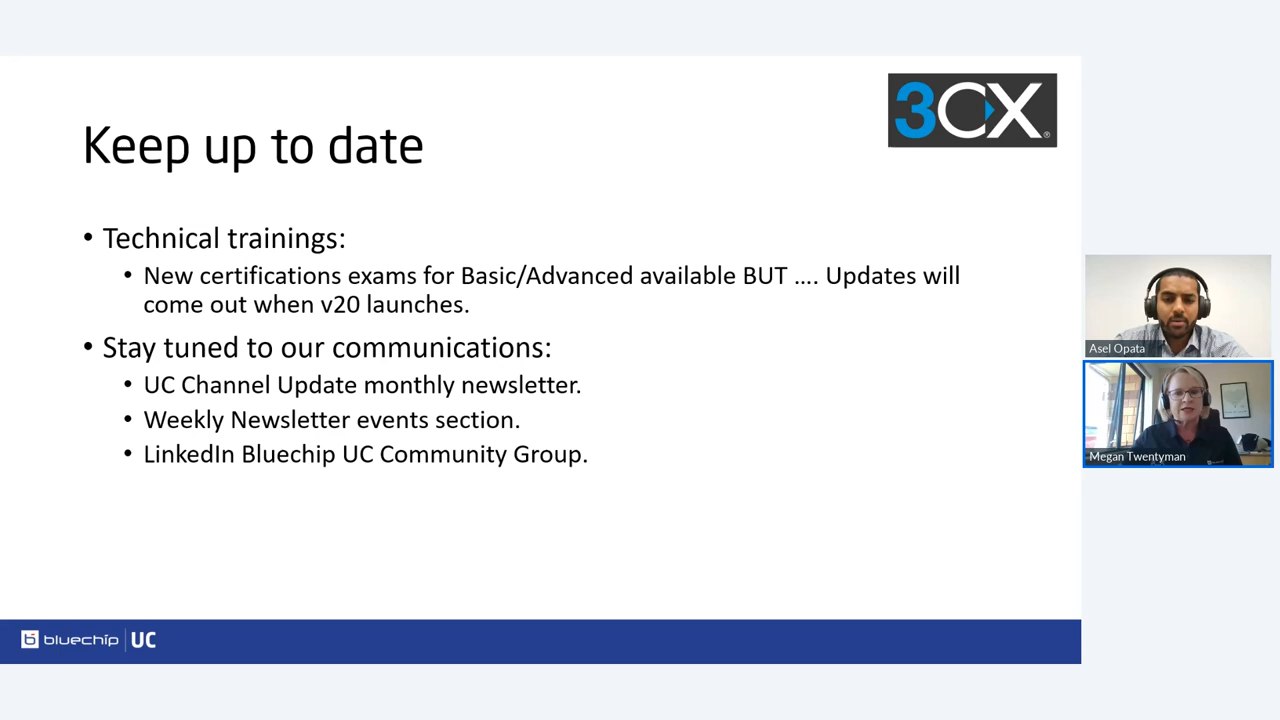 3CX®
Keep up to date
• Technical trainings:
• New certifications exams for Basic/Advanced available BUT .... Updates will
come out when v20 launches.
• Stay tuned to our communications:
• UC Channel Update monthly newsletter.
• Weekly Newsletter events section.
• LinkedIn Bluechip UC Community Group.
Asel Opata
Megan Twentyman
b bluechip | UC